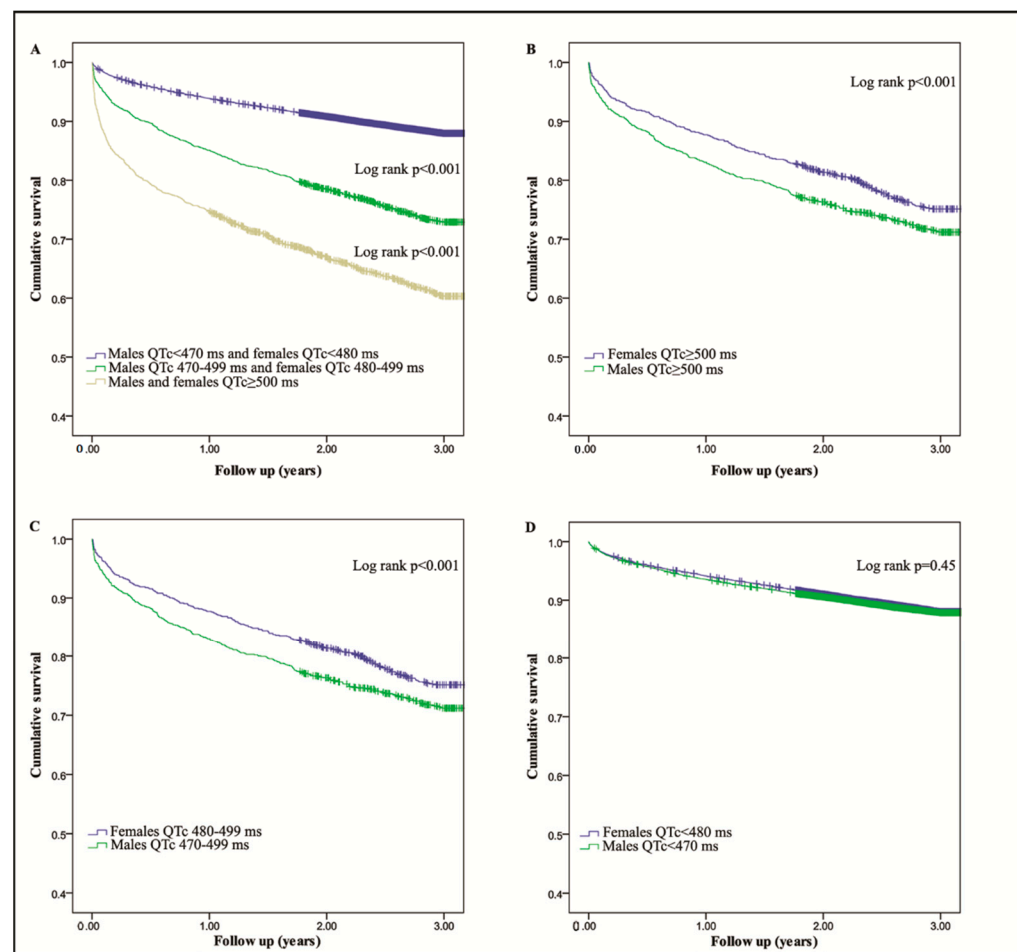 A
Log rank p<0.001
Log rank p<0.001
Cumulative survival
1.0
0.9
0.8
0.7
0.6
0.5
0.4
Males QTc<470 ms and females QTc<480 ms
Males QTc 470-499 ms and females QTc 480-499 ms
Males and females QTc≥500 ms
0.00 1.00 2.00 3.00
Follow up (years)
B
Log rank p<0.001
Cumulative survival
1.0
0.9
0.8
0.7
0.6
0.5
0.4
Females QTc≥500 ms
Males QTc≥500 ms
0.00 1.00 2.00 3.00
Follow up (years)
C
Log rank p<0.001
Cumulative survival
1.0
0.9
0.8
0.7
0.6
0.5
0.4
Females QTc 480-499 ms
Males QTc 470-499 ms
0.00 1.00 2.00 3.00
Follow up (years)
D
Log rank p=0.45
Cumulative survival
1.0
0.9
0.8
0.7
0.6
0.5
0.4
Females QTc<480 ms
Males QTc<470 ms
0.00 1.00 2.00 3.00
Follow up (years)